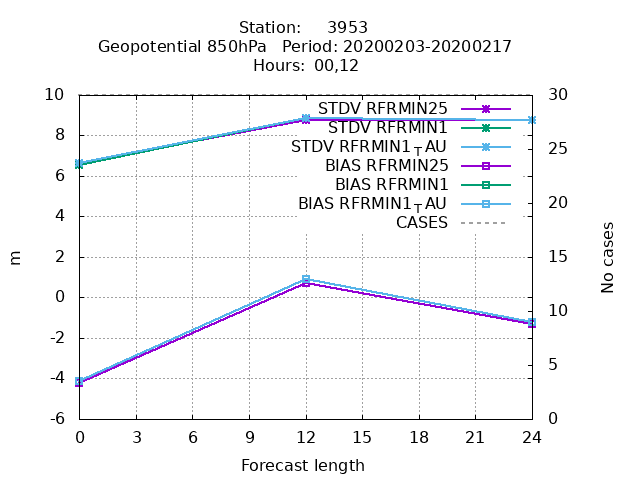 Station: 3953
Geopotential 850hPa Period: 20200203-20200217
Hours: 00,12
10 30
STDV RFRMIN25
STDV RFRMIN1
8
STDV RFRMIN1_TAU
25
BIAS RFRMIN25
6
BIAS RFRMIN1
BIAS RFRMIN1_TAU
20
4
CASES
2 15
m
No cases
0
10
-2
5
-4
-6 0
0 3 6 9 12 15 18 21 24
Forecast length